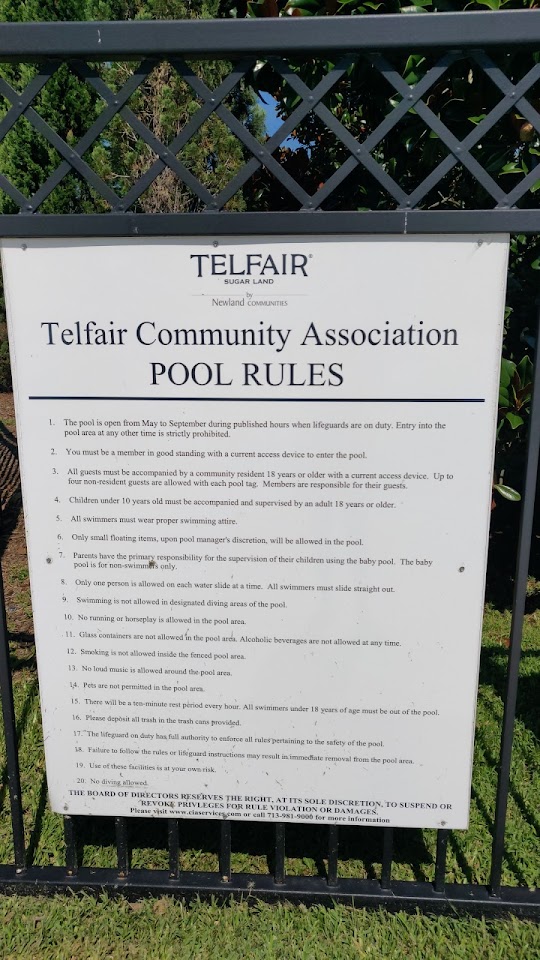 TELFAIR®
SUGAR LAND
by
Newland COMMUNITIES
Telfair Community Association
POOL RULES
1. The pool is open from May to September during published hours when lifeguards are on duty. Entry into the
pool area at any other time is strictly prohibited.
2. You must be a member in good standing with a current access device to enter the pool.
3. All guests must be accompanied by a community resident 18 years or older with a current access device. Up to
four non-resident guests are allowed with each pool tag. Members are responsible for their guests.
4. Children under 10 years old must be accompanied and supervised by an adult 18 years or older.
5. All swimmers must wear proper swimming attire.
6. Only small floating items, upon pool manager's discretion, will be allowed in the pool.
7. Parents have the primary responsibility for the supervision of their children using the baby pool. The baby
pool is for non-swimmers only.
8. Only one person is allowed on each water slide at a time. All swimmers must slide straight out.
9. Swimming is not allowed in designated diving areas of the pool.
10. No running or horseplay is allowed in the pool area.
11. Glass containers are not allowed in the pool area. Alcoholic beverages are not allowed at any time.
12. Smoking is not allowed inside the fenced pool area.
13. No loud music is allowed around the pool area.
14. Pets are not permitted in the pool area.
15. There will be a ten-minute rest period every hour. All swimmers under 18 years of age must be out of the pool.
16. Please deposit all trash in the trash cans provided.
17. The lifeguard on duty has full authority to enforce all rules pertaining to the safety of the pool.
18. Failure to follow the rules or lifeguard instructions may result in immediate removal from the pool area.
19. Use of these facilities is at your own risk.
20. No diving allowed.
THE BOARD OF DIRECTORS RESERVES THE RIGHT, AT ITS SOLE DISCRETION, TO SUSPEND OR
REVOKE PRIVLEGES FOR RULE VIOLATION OR DAMAGES.
Please visit www.ciaservices.com or call 713-981-9000 for more information